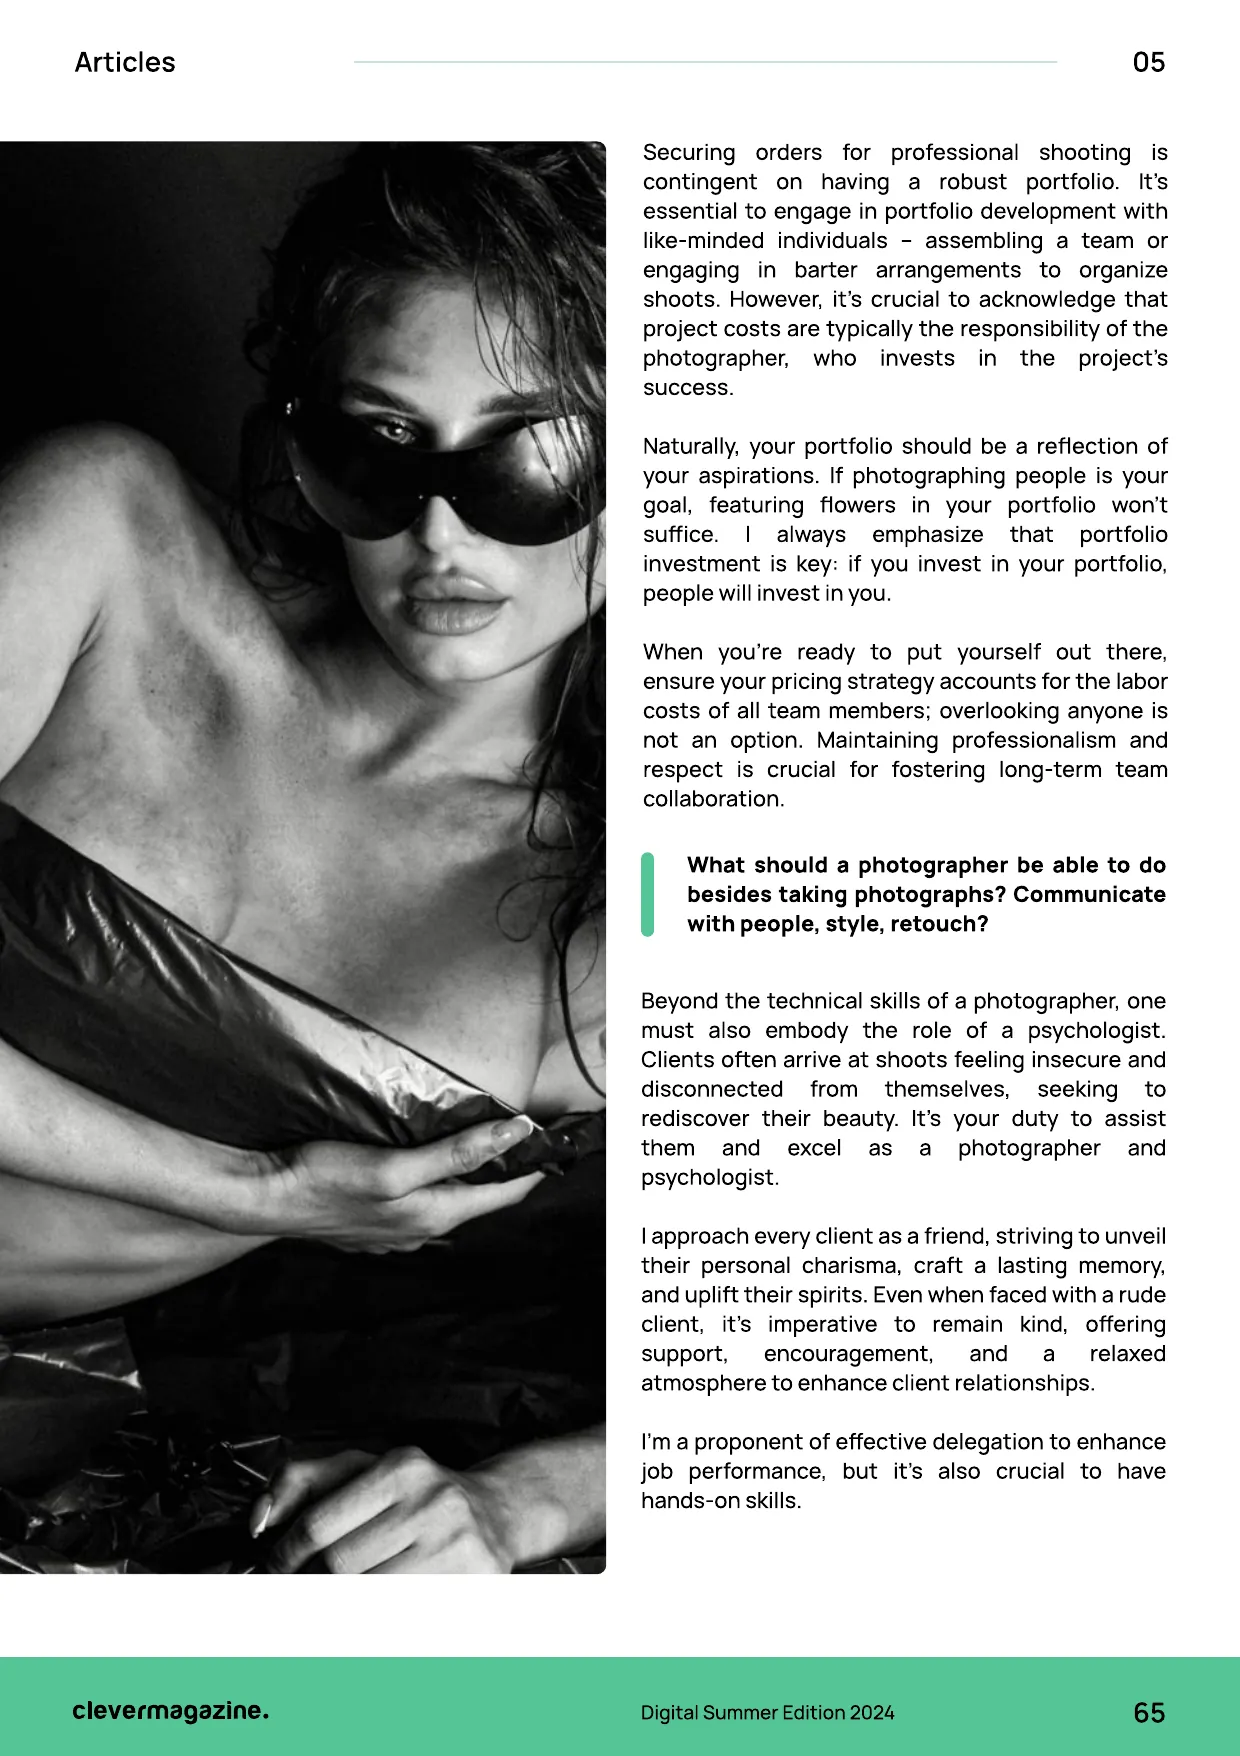 Articles
05
Securing orders for professional shooting is
contingent on having a robust portfolio. It's
essential to engage in portfolio development with
like-minded individuals – assembling a team or
engaging in barter arrangements to organize
shoots. However, it's crucial to acknowledge that
project costs are typically the responsibility of the
photographer, who invests in the project's
success.
Naturally, your portfolio should be a reflection of
your aspirations. If photographing people is your
goal, featuring flowers in your portfolio won't
suffice. I always emphasize that portfolio
investment is key: if you invest in your portfolio,
people will invest in you.
When you're ready to put yourself out there,
ensure your pricing strategy accounts for the labor
costs of all team members; overlooking anyone is
not an option. Maintaining professionalism and
respect is crucial for fostering long-term team
collaboration.
What should a photographer be able to do
besides taking photographs? Communicate
with people, style, retouch?
Beyond the technical skills of a photographer, one
must also embody the role of a psychologist.
Clients often arrive at shoots feeling insecure and
disconnected from themselves, seeking to
rediscover their beauty. It's your duty to assist
them and excel as a photographer and
psychologist.
I approach every client as a friend, striving to unveil
their personal charisma, craft a lasting memory,
and uplift their spirits. Even when faced with a rude
client, it's imperative to remain kind, offering
support, encouragement, and a relaxed
atmosphere to enhance client relationships.
I'm a proponent of effective delegation to enhance
job performance, but it's also crucial to have
hands-on skills.
clevermagazine.
Digital Summer Edition 2024
65